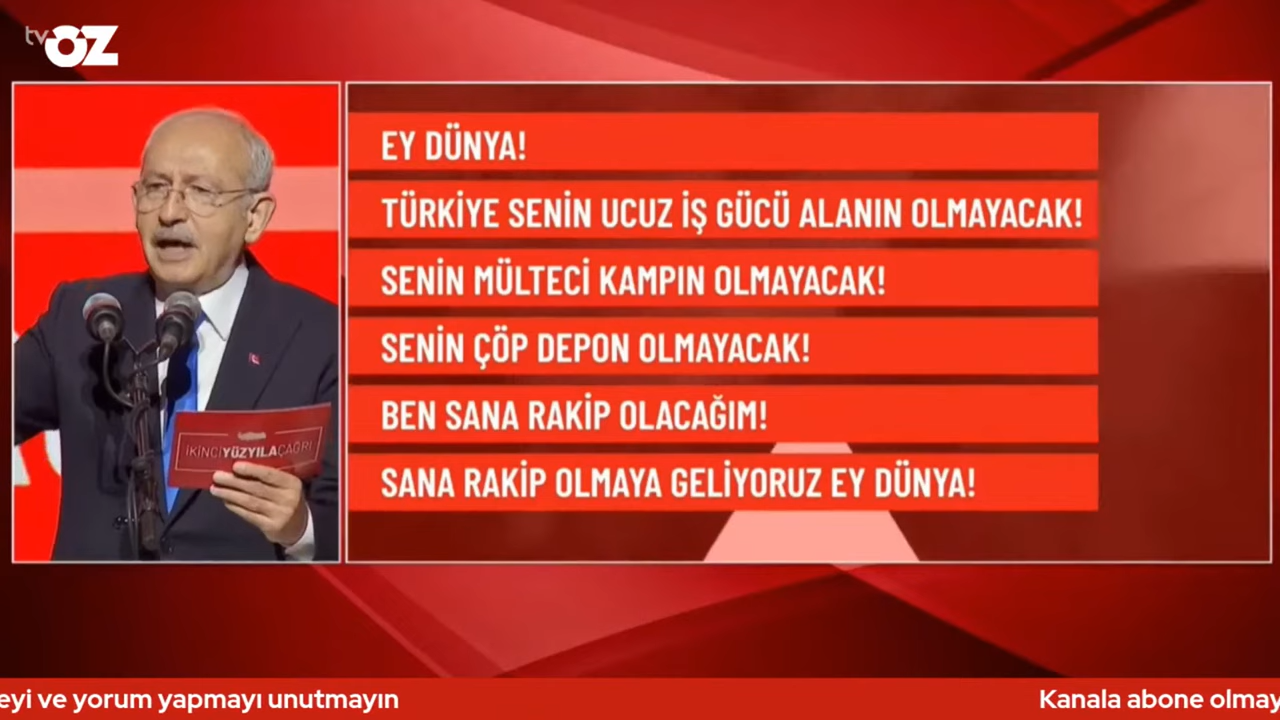 tv OZ
EY DÜNYA!
TÜRKİYE SENİN UCUZ İŞ GÜCÜ ALANIN OLMAYACAK!
SENİN MÜLTECİ KAMPIN OLMAYACAK!
SENİN ÇÖP DEPON OLMAYACAK!
BEN SANA RAKİP OLACAĞIM!
SANA RAKİP OLMAYA GELİYORUZ EY DÜNYA!
İKİNCİYÜZYILAÇAĞRI
eyi ve yorum yapmayı unutmayın
Kanala abone olmay